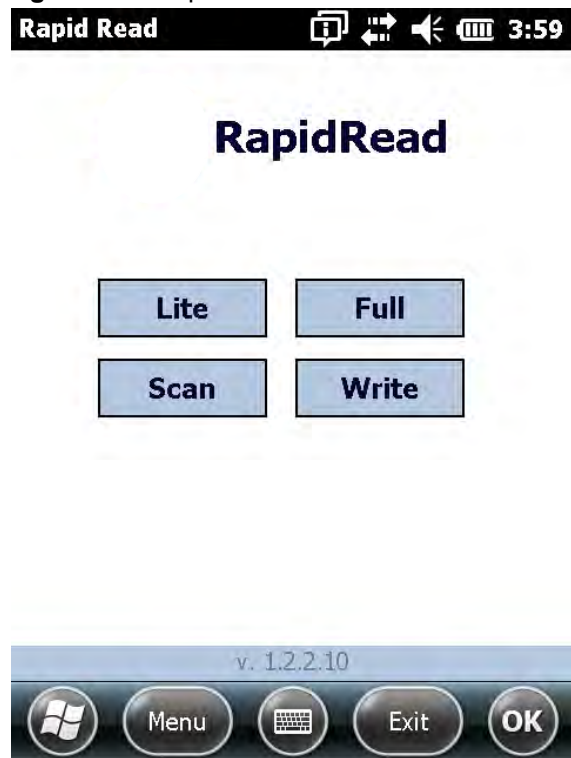 Rapid Read 3:59
RapidRead
Lite Full
Scan Write
v. 1.2.2.10
Menu Exit OK